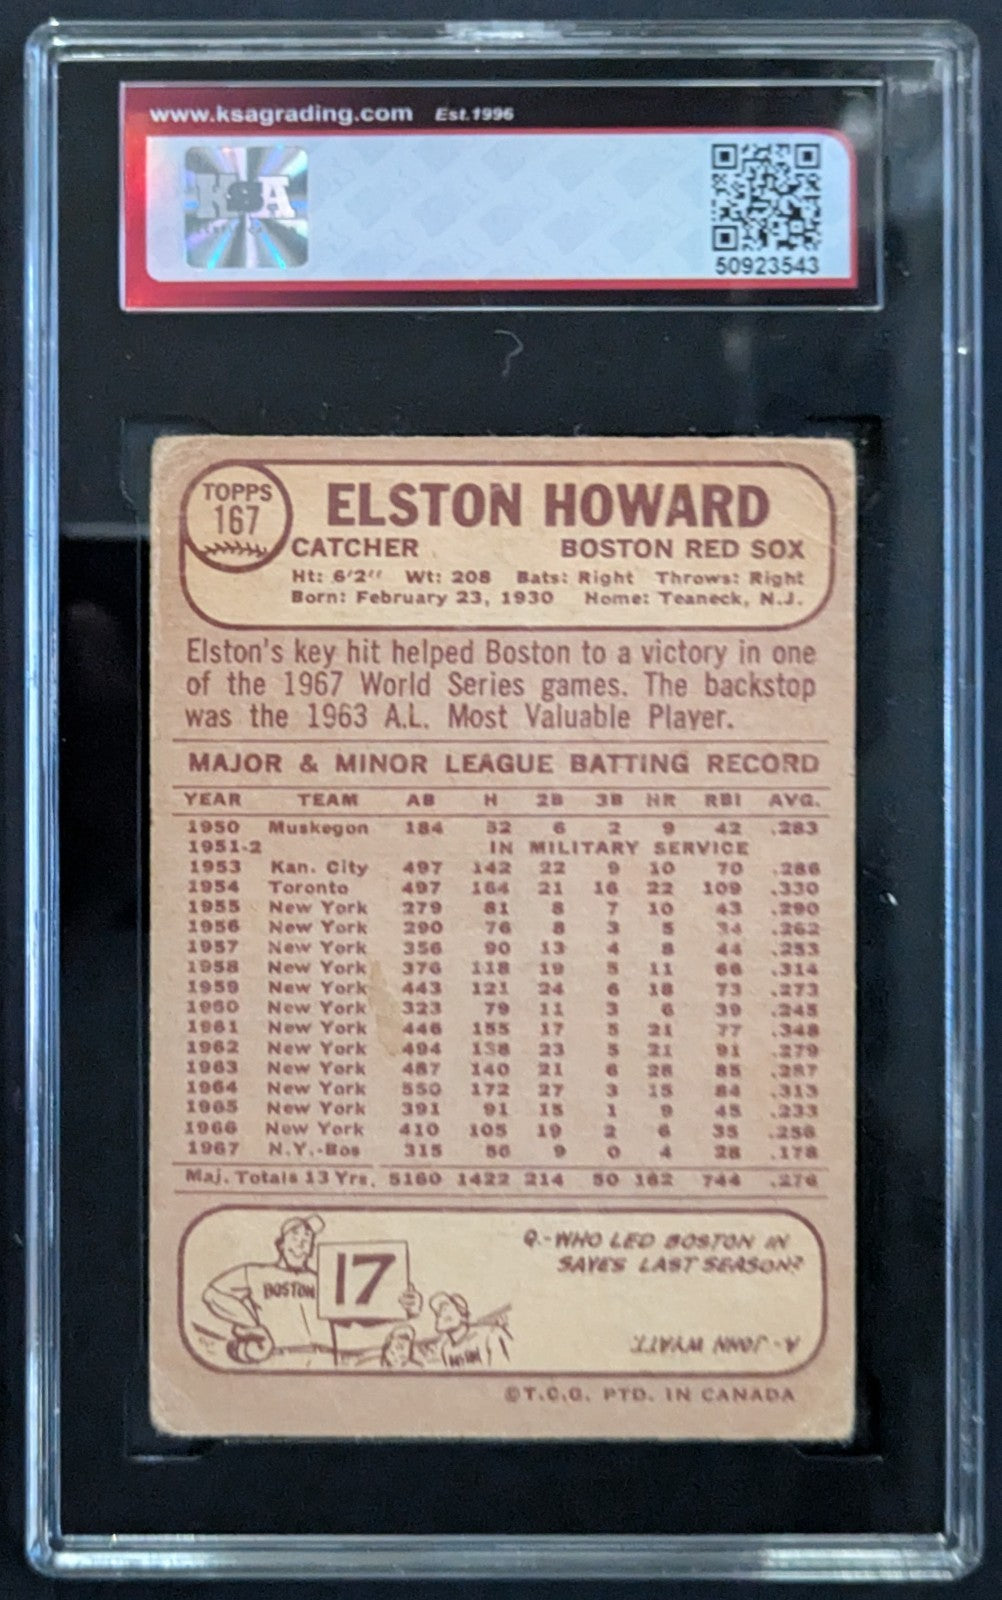 www.ksagrading.com Est.1996
KSA
50923543
TOPPS
167
ELSTON HOWARD
CATCHER BOSTON RED SOX
Ht: 6'2" Wt: 208 Bats: Right Throws: Right
Born: February 23, 1930 Home: Teaneck, N.J.
Elston's key hit helped Boston to a victory in one
of the 1967 World Series games. The backstop
was the 1963 A.L. Most Valuable Player.
MAJOR & MINOR LEAGUE BATTING RECORD
YEAR TEAM AB H 2B 3B HR RBI AVG.
1950 Muskegon 184 52 6 2 9 42 .283
1951-2 IN MILITARY SERVICE
1953 Kan. City 497 142 22 9 10 70 .286
1954 Toronto 497 164 21 16 22 109 .330
1955 New York 279 81 8 7 10 43 .290
1956 New York 290 76 8 3 5 34 .262
1957 New York 356 90 13 4 8 44 .253
1958 New York 376 118 19 5 11 66 .314
1959 New York 443 121 24 6 18 73 .273
1960 New York 323 79 11 3 6 39 .245
1961 New York 446 155 17 5 21 77 .348
1962 New York 494 138 23 5 21 91 .279
1963 New York 487 140 21 6 28 85 .287
1964 New York 550 172 27 3 15 84 .313
1965 New York 391 91 15 1 9 45 .233
1966 New York 410 105 19 2 6 35 .256
1967 N.Y.-Bos 315 56 9 0 4 28 .178
Maj. Totals 13 Yrs. 5160 1422 214 50 162 744 .276
BOSTON
17
Q.-WHO LED BOSTON IN
SAVES LAST SEASON?
A-JOHN WYATT.
©T.C.G. PTD. IN CANADA